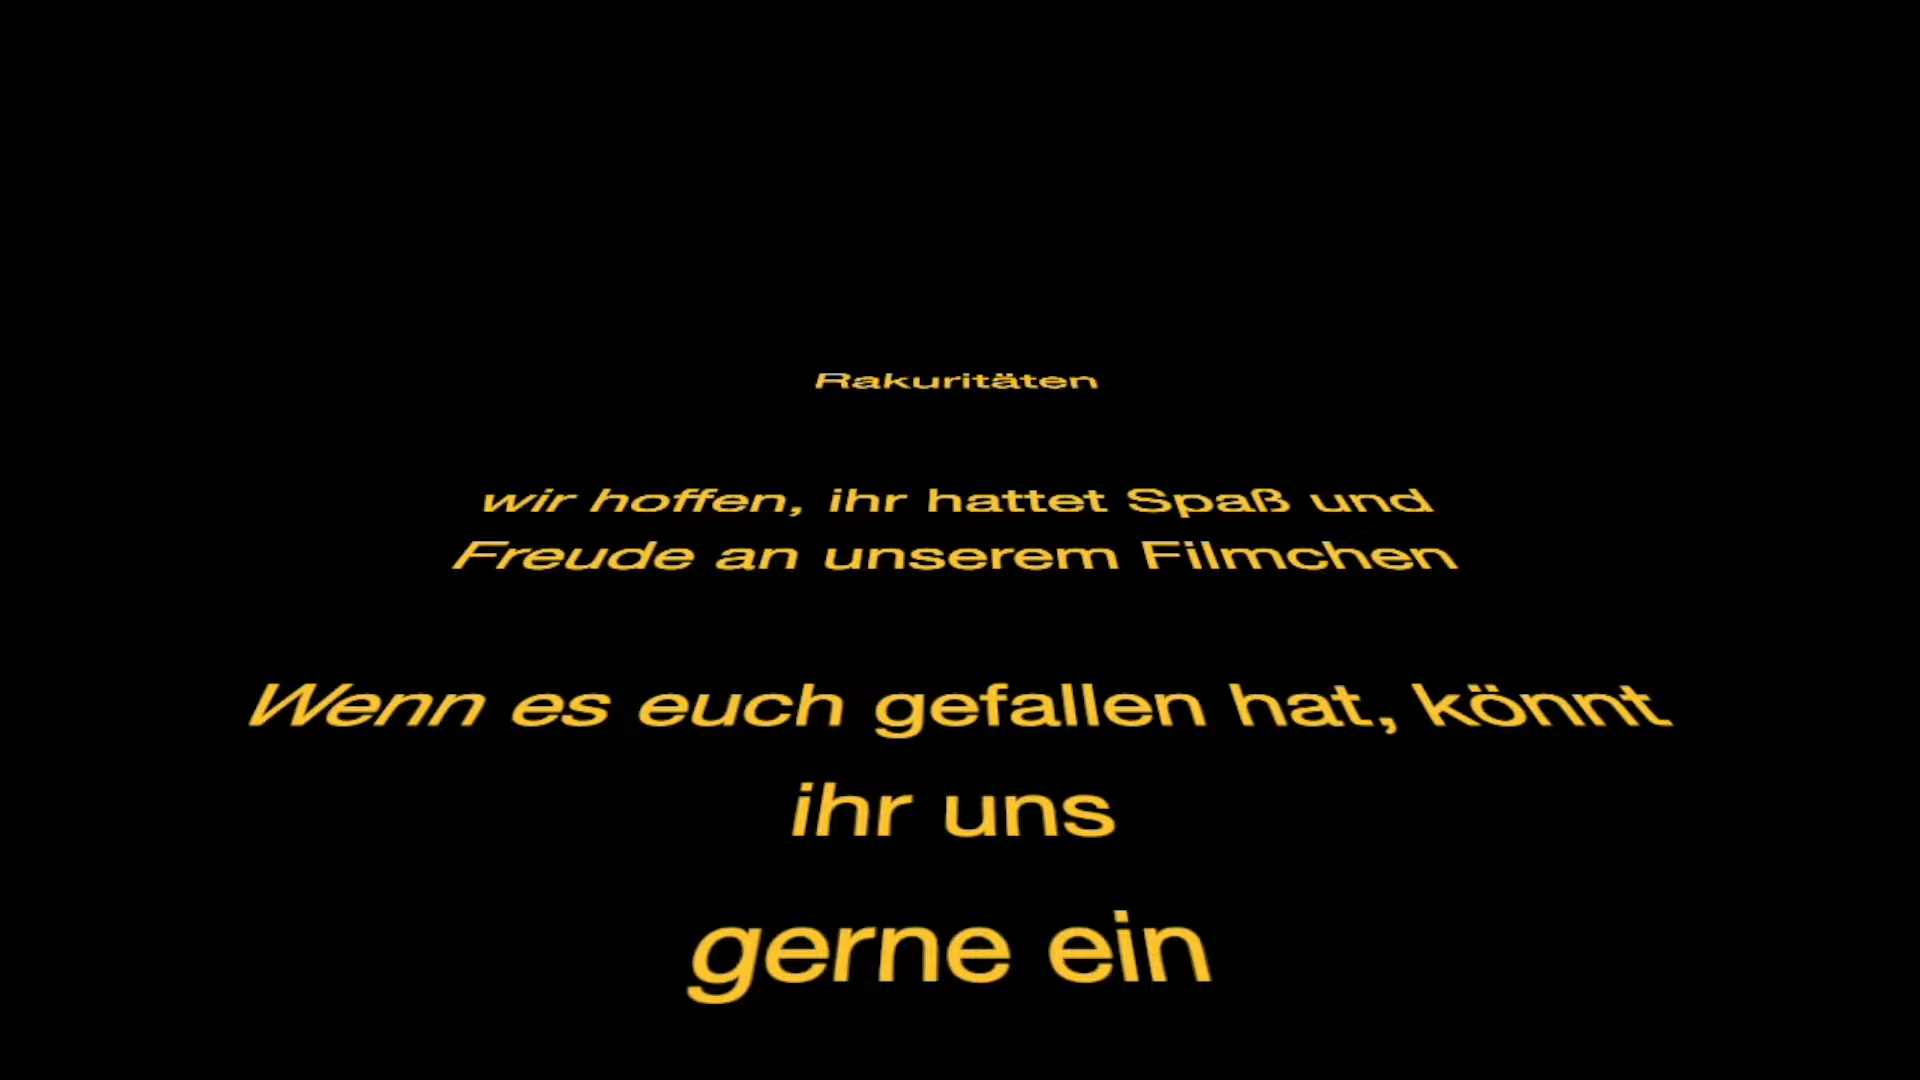 Rakuritäten
wir hoffen, ihr hattet Spaß und
Freude an unserem Filmchen
Wenn es euch gefallen hat, könnt
ihr uns
gerne ein